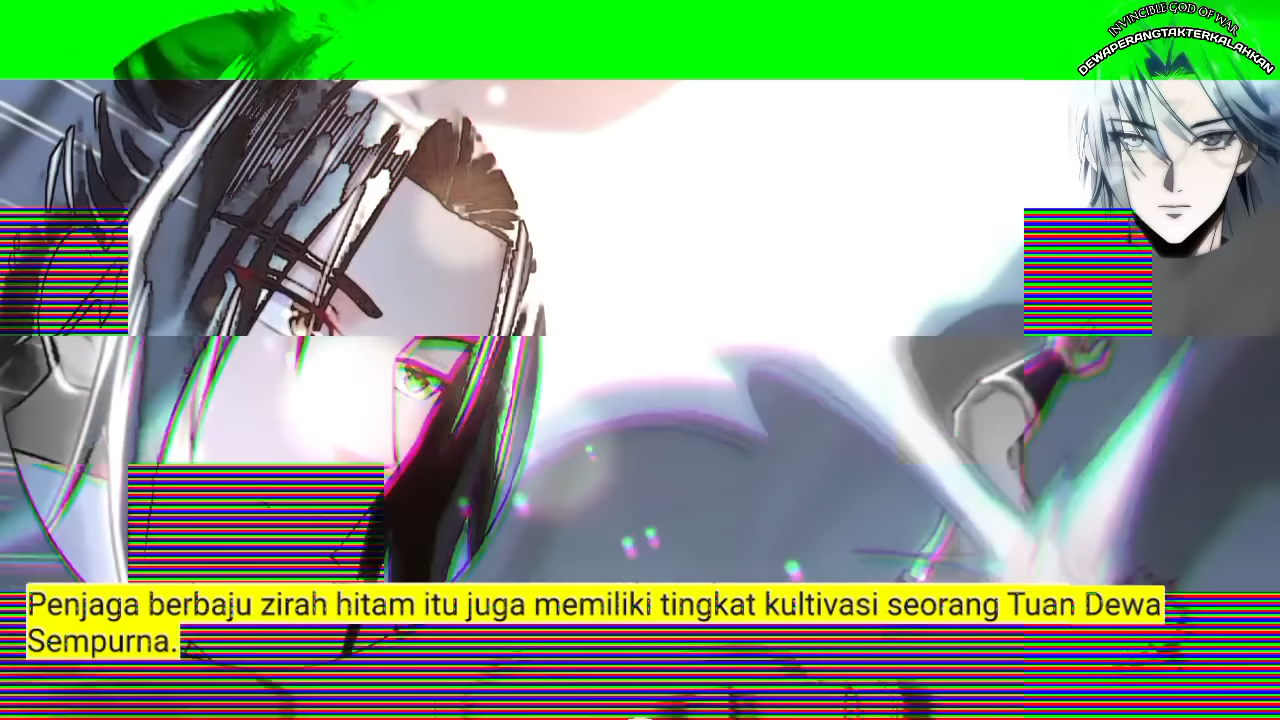 INVINCIBLE GOD OF WAR
DEWAPERANGTAKTERKALAHKAN
Penjaga berbaju zirah hitam itu juga memiliki tingkat kultivasi seorang Tuan Dewa
Sempurna.